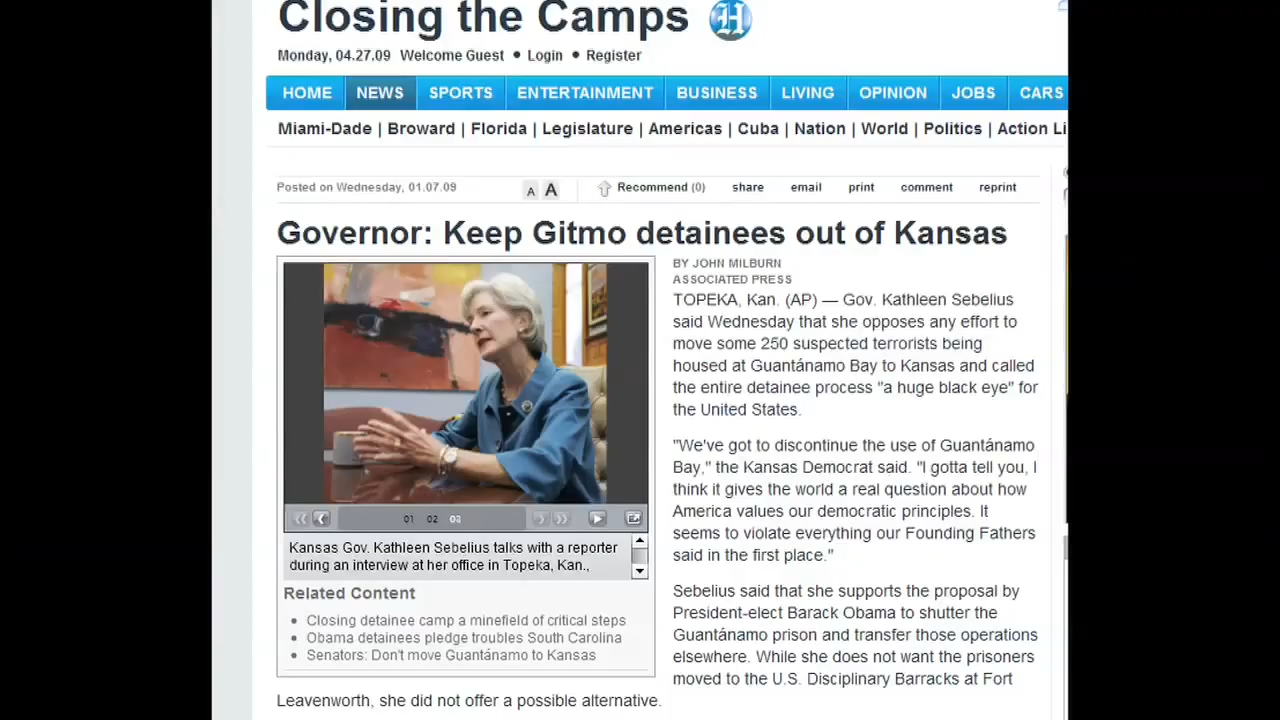 Closing the Camps
Monday, 04.27.09 Welcome Guest • Login • Register
HOME NEWS SPORTS ENTERTAINMENT BUSINESS LIVING OPINION JOBS CARS
Miami-Dade | Broward | Florida | Legislature | Americas | Cuba | Nation | World | Politics | Action Li
Posted on Wednesday, 01.07.09 A A Recommend (0) share email print comment reprint
Governor: Keep Gitmo detainees out of Kansas
01 02 03
Kansas Gov. Kathleen Sebelius talks with a reporter
during an interview at her office in Topeka, Kan.,
Related Content
• Closing detainee camp a minefield of critical steps
• Obama detainees pledge troubles South Carolina
• Senators: Don't move Guantánamo to Kansas
BY JOHN MILBURN
ASSOCIATED PRESS
TOPEKA, Kan. (AP) — Gov. Kathleen Sebelius
said Wednesday that she opposes any effort to
move some 250 suspected terrorists being
housed at Guantánamo Bay to Kansas and called
the entire detainee process "a huge black eye" for
the United States.
"We've got to discontinue the use of Guantánamo
Bay," the Kansas Democrat said. "I gotta tell you, I
think it gives the world a real question about how
America values our democratic principles. It
seems to violate everything our Founding Fathers
said in the first place."
Sebelius said that she supports the proposal by
President-elect Barack Obama to shutter the
Guantánamo prison and transfer those operations
elsewhere. While she does not want the prisoners
moved to the U.S. Disciplinary Barracks at Fort
Leavenworth, she did not offer a possible alternative.